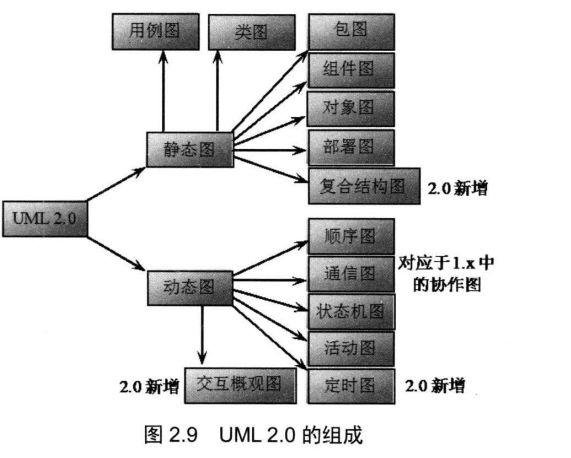 用例图
类图
包图
组件图
对象图
静态图
部署图
复合结构图
2.0 新增
UML 2.0
顺序图
通信图
对应于1.x 中
的协作图
动态图
状态机图
活动图
2.0 新增
交互概观图
定时图
2.0 新增
图 2.9 UML 2.0 的组成